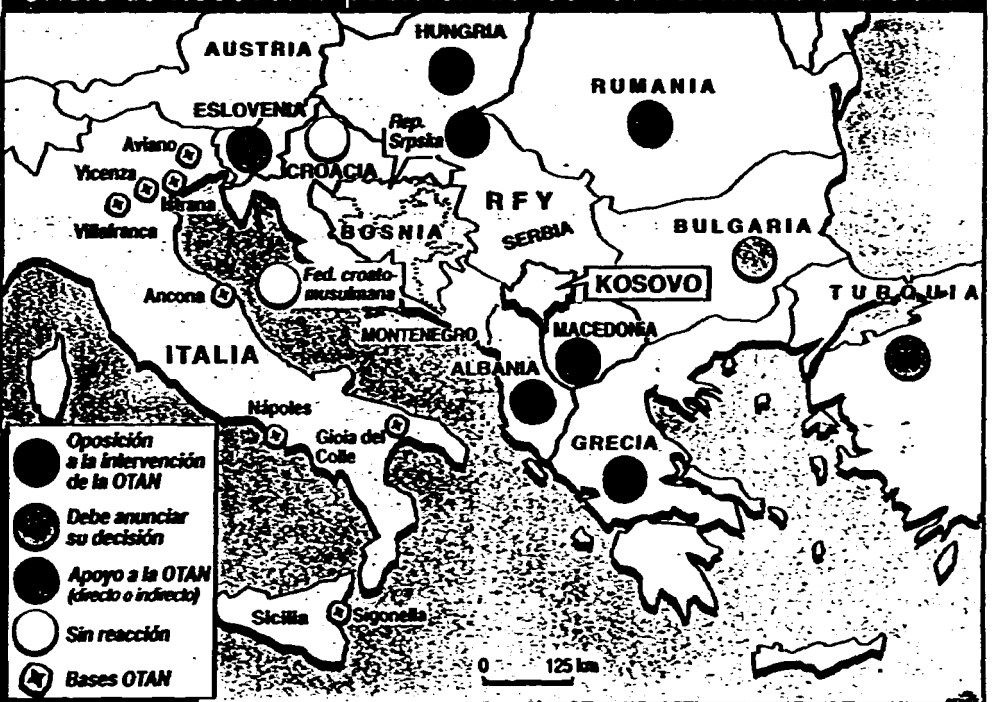 AUSTRIA
HUNGRIA
RUMANIA
ESLOVENIA
Rep.
Srpska
Aviano
CROACIA
Vicenza
Villafranca
RFY
BOSNIA
SERBIA
BULGARIA
Fed. croato-
musulmana
KOSOVO
TURQUIA
Ancona
MONTENEGRO
MACEDONIA
ITALIA
ALBANIA
Nápoles
Gioia del
Colle
GRECIA
Oposición
a la intervención
de la OTAN
Debe anunciar
su decisión
Apoyo a la OTAN
(directo o indirecto)
Sin reacción
Bases OTAN
Sicilia
Sigonella
0 125 km